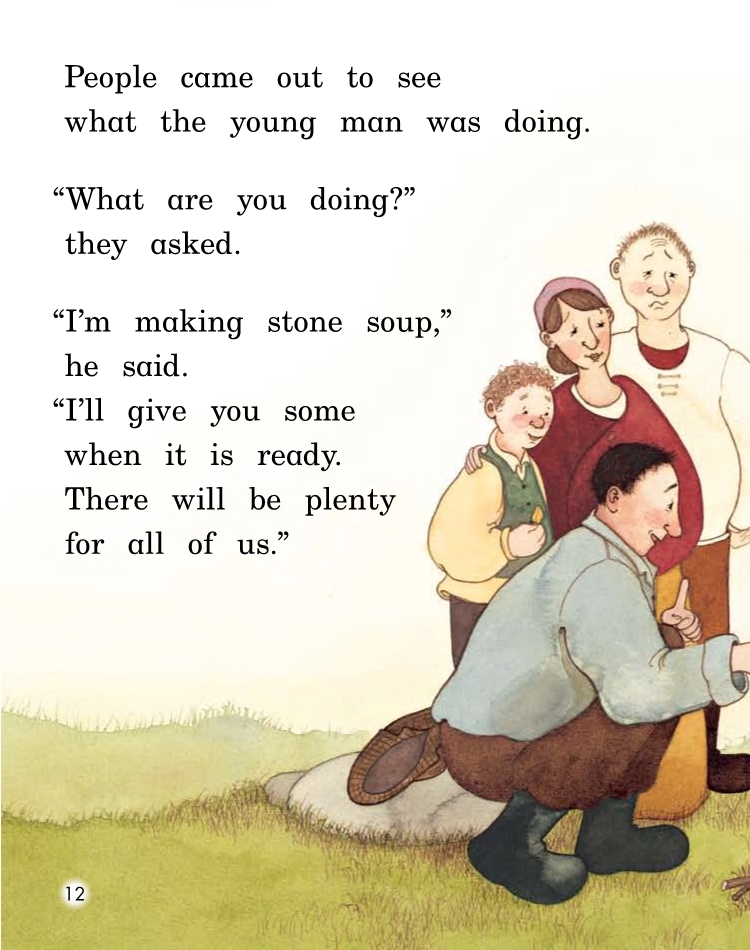 People came out to see
what the young man was doing.
“What are you doing?”
they asked.
“I’m making stone soup,”
he said.
“I’ll give you some
when it is ready.
There will be plenty
for all of us.”
12